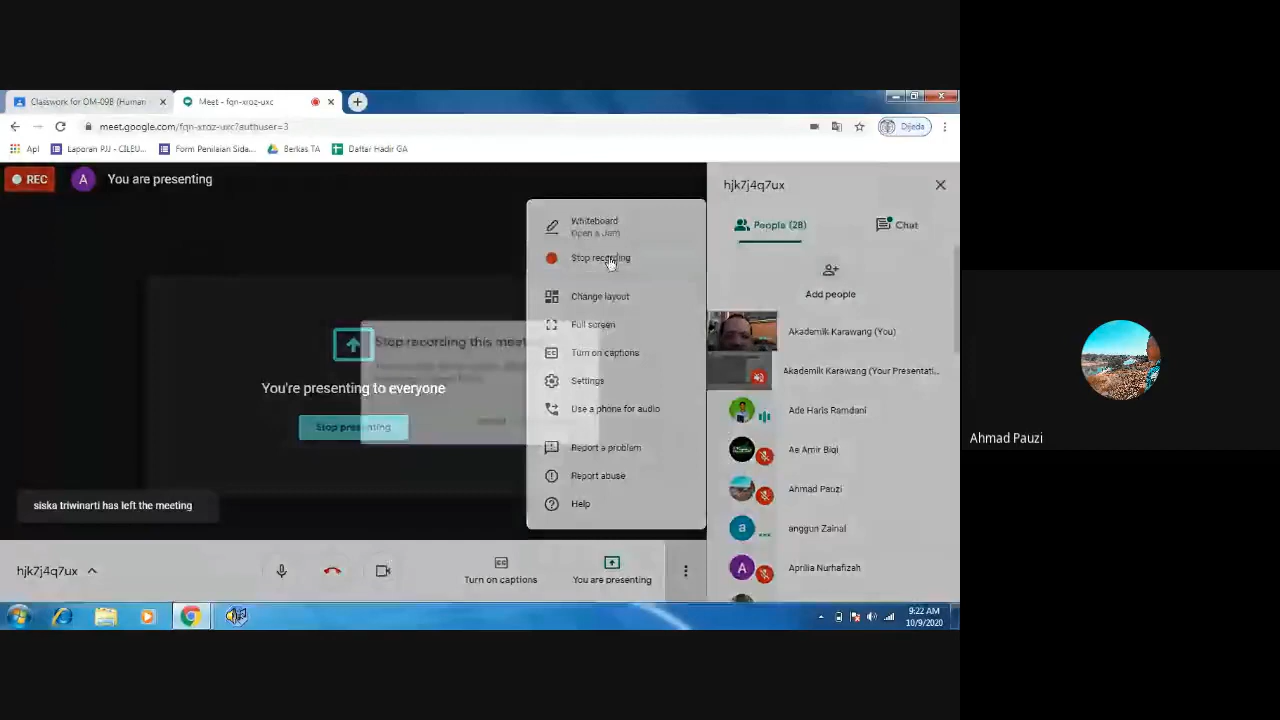 Classwork for OM-09B (Human
Meet - fqn-xroz-uxc
meet.google.com/fqn-xroz-uxc?authuser=3
Dijeda
Apl
Laporan PJJ - CILEU...
Form Penilaian Sida...
Berkas TA
Daftar Hadir GA
REC
A
You are presenting
hjk7j4q7ux
People (28)
Chat
Add people
Whiteboard
Open a Jam
Stop recording
Change layout
Full screen
Turn on captions
Settings
Use a phone for audio
Report a problem
Report abuse
Help
Stop recording this meet
You're presenting to everyone
Stop presenting
siska triwinarti has left the meeting
Akademik Karawang (You)
Akademik Karawang (Your Presentati...
Ade Haris Ramdani
Ae Amir Biqi
Ahmad Pauzi
a
anggun Zainal
A
Aprilia Nurhafizah
hjk7j4q7ux
Turn on captions
You are presenting
9:22 AM
10/9/2020
Ahmad Pauzi